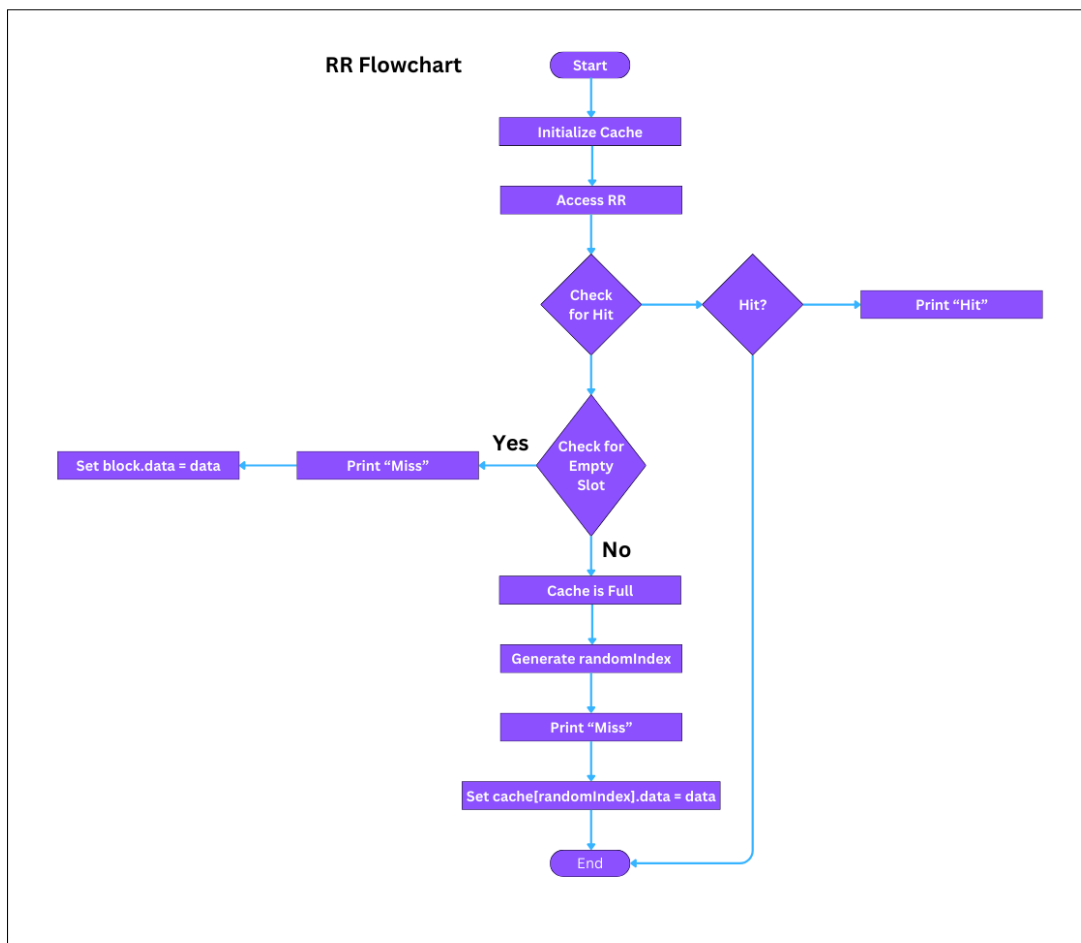 RR Flowchart
Start
Initialize Cache
Access RR
Check
for Hit
Hit?
Print “Hit”
Check for
Empty
Slot
Yes
Print “Miss”
Set block.data = data
No
Cache is Full
Generate randomIndex
Print “Miss”
Set cache[randomIndex].data = data
End